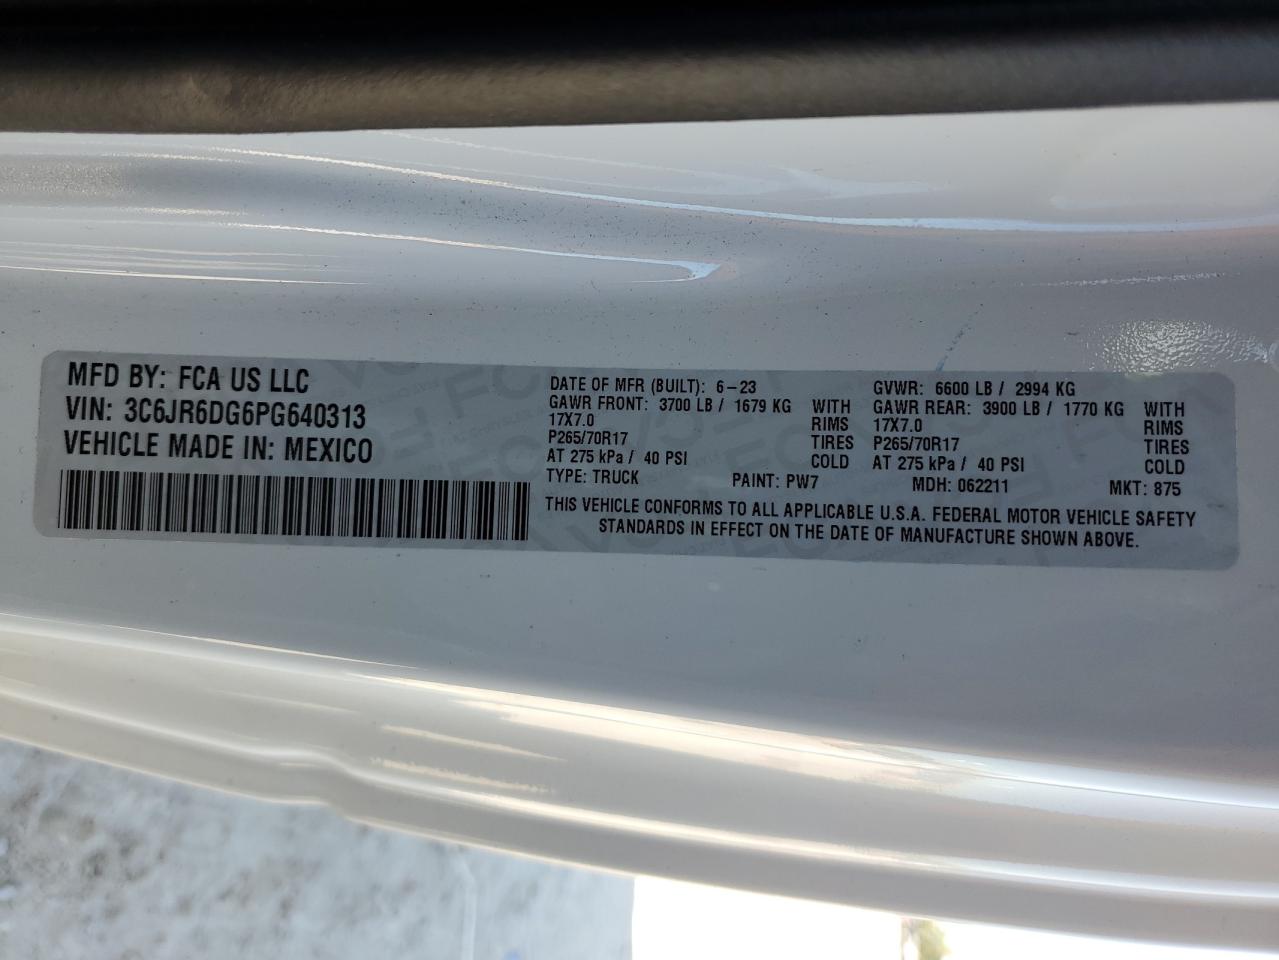 MFD BY: FCA US LLC
VIN: 3C6JR6DG6PG640313
VEHICLE MADE IN: MEXICO
DATE OF MFR (BUILT): 6-23
GAWR FRONT: 3700 LB / 1679 KG WITH
17X7.0 RIMS
P265/70R17 TIRES
AT 275 kPa / 40 PSI COLD
GVWR: 6600 LB / 2994 KG
GAWR REAR: 3900 LB / 1770 KG WITH
17X7.0 RIMS
P265/70R17 TIRES
AT 275 kPa / 40 PSI COLD
TYPE: TRUCK PAINT: PW7 MDH: 062211 MKT: 875
THIS VEHICLE CONFORMS TO ALL APPLICABLE U.S.A. FEDERAL MOTOR VEHICLE SAFETY
STANDARDS IN EFFECT ON THE DATE OF MANUFACTURE SHOWN ABOVE.